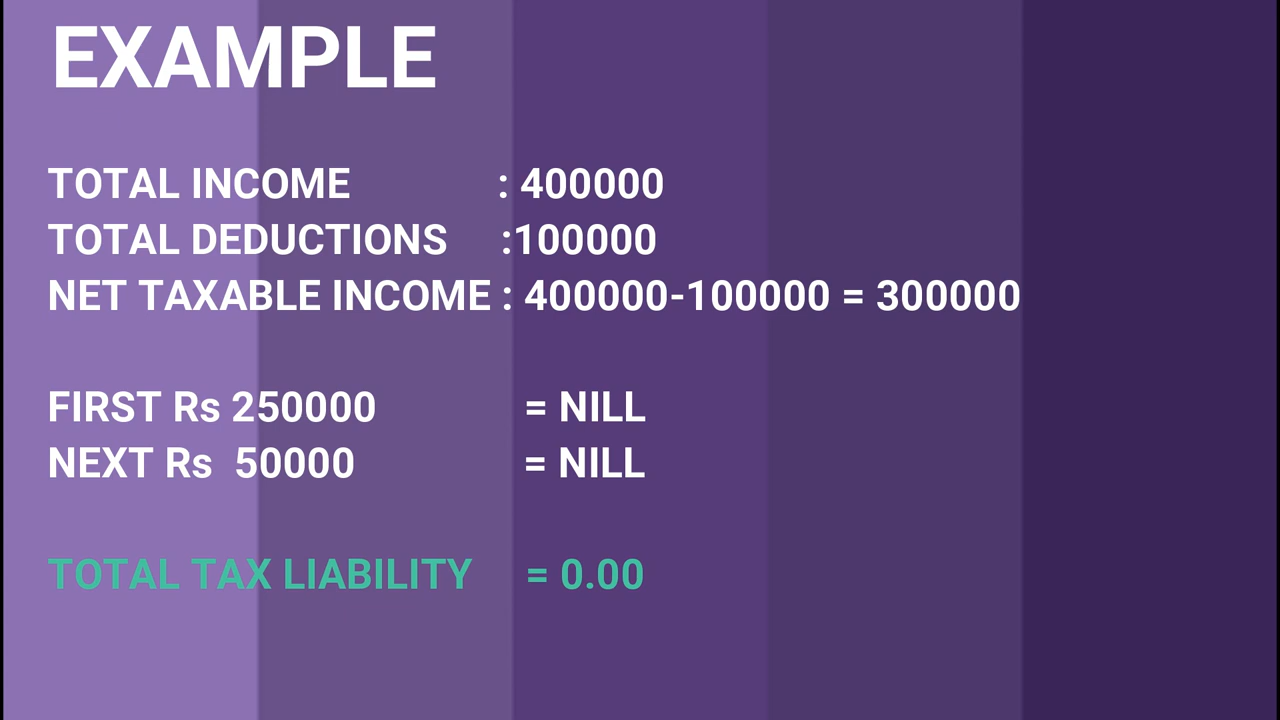 EXAMPLE
TOTAL INCOME : 400000
TOTAL DEDUCTIONS :100000
NET TAXABLE INCOME : 400000-100000 = 300000
FIRST Rs 250000 = NILL
NEXT Rs 50000 = NILL
TOTAL TAX LIABILITY = 0.00